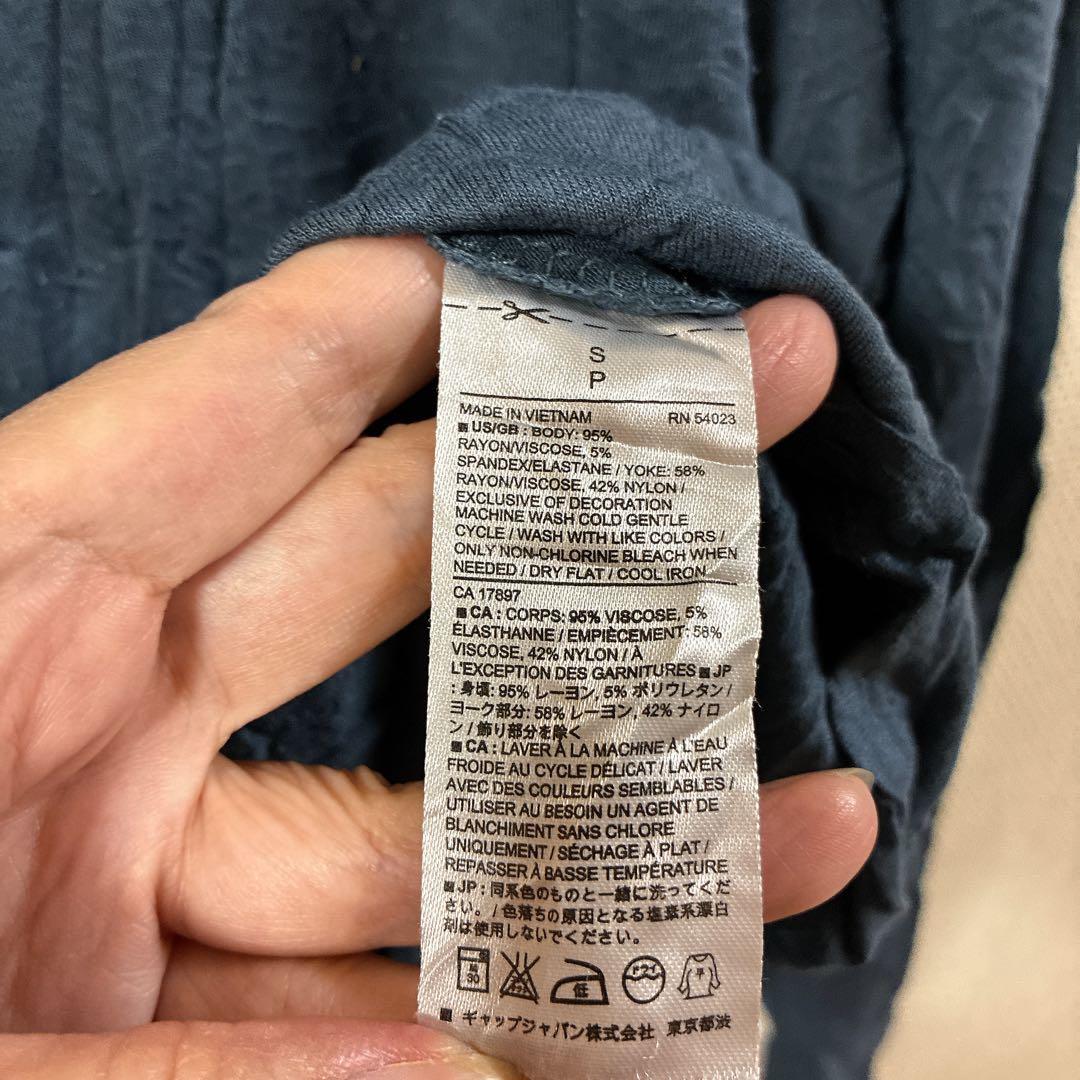 S
P
MADE IN VIETNAM RN 54023
■ US/GB : BODY: 95%
RAYON/VISCOSE, 5%
SPANDEX/ELASTANE / YOKE: 58%
RAYON/VISCOSE, 42% NYLON /
EXCLUSIVE OF DECORATION
MACHINE WASH COLD GENTLE
CYCLE / WASH WITH LIKE COLORS /
ONLY NON-CHLORINE BLEACH WHEN
NEEDED / DRY FLAT / COOL IRON
CA 17897
■ CA : CORPS: 95% VISCOSE, 5%
ÉLASTHANNE / EMPIÈCEMENT: 58%
VISCOSE, 42% NYLON / À
L'EXCEPTION DES GARNITURES ■ JP
: 身頃: 95% レーヨン, 5% ポリウレタン /
ヨーク部分: 58% レーヨン, 42% ナイロ
ン / 飾り部分を除く
■ CA : LAVER À LA MACHINE À L'EAU
FROIDE AU CYCLE DÉLICAT / LAVER
AVEC DES COULEURS SEMBLABLES /
UTILISER AU BESOIN UN AGENT DE
BLANCHIMENT SANS CHLORE
UNIQUEMENT / SÉCHAGE À PLAT /
REPASSER À BASSE TEMPÉRATURE
■ JP : 同系色のものと一緒に洗ってくだ
さい。 / 色落ちの原因となる塩素系漂白
剤は使用しないでください。
30 低 ドライ 平
■ ギャップジャパン株式会社 東京都渋